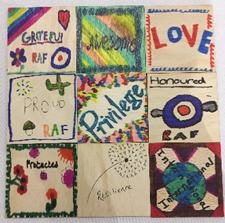 GRATEFUL
RAF
AWESOME
LOVE
PROUD
RAF
Privilege
Honoured
RAF
Protected
Resilience
International